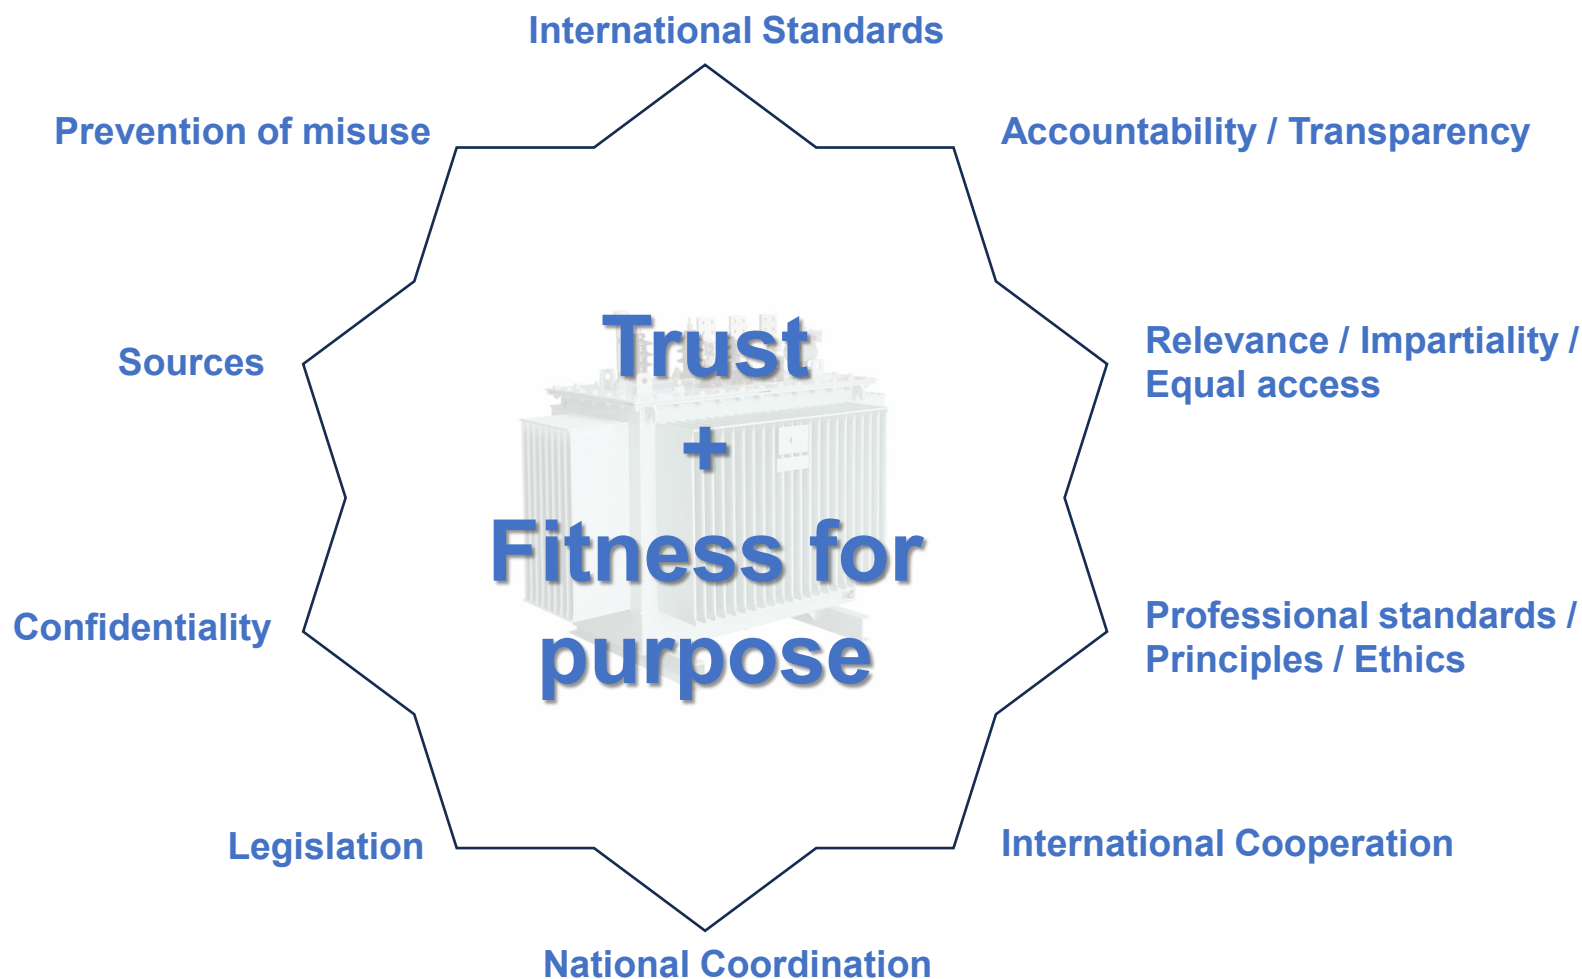 International Standards
Prevention of misuse
Accountability / Transparency
Sources
Relevance / Impartiality /
Equal access
Trust
+
Fitness for
purpose
Confidentiality
Professional standards /
Principles / Ethics
Legislation
International Cooperation
National Coordination